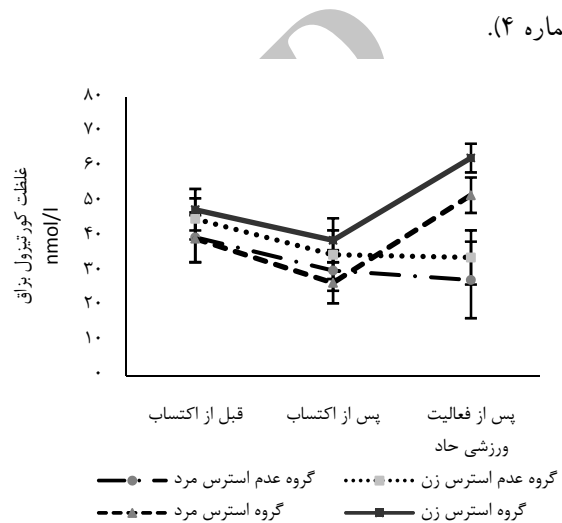 ماره ۴).
۸۰
۷۰
۶۰
۵۰
۴۰
۳۰
۲۰
۱۰
۰
غلظت کورتیزول بزاق
nmol/l
قبل از اکتساب
پس از اکتساب
پس از فعالیت
ورزشی حاد
گروه عدم استرس مرد
گروه عدم استرس زن
گروه استرس مرد
گروه استرس زن